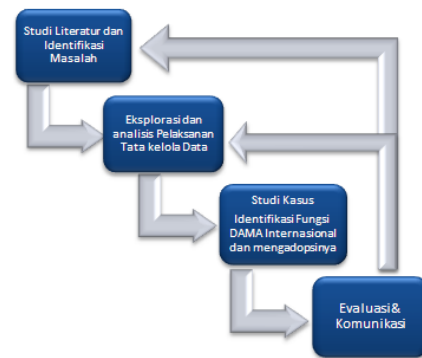 Studi Literatur dan
Identifikasi
Masalah
Eksplorasi dan
analisis Pelaksanan
Tata kelola Data
Studi Kasus
Identifikasi Fungsi
DAMA Internasional
dan mengadopsinya
Evaluasi &
Komunikasi